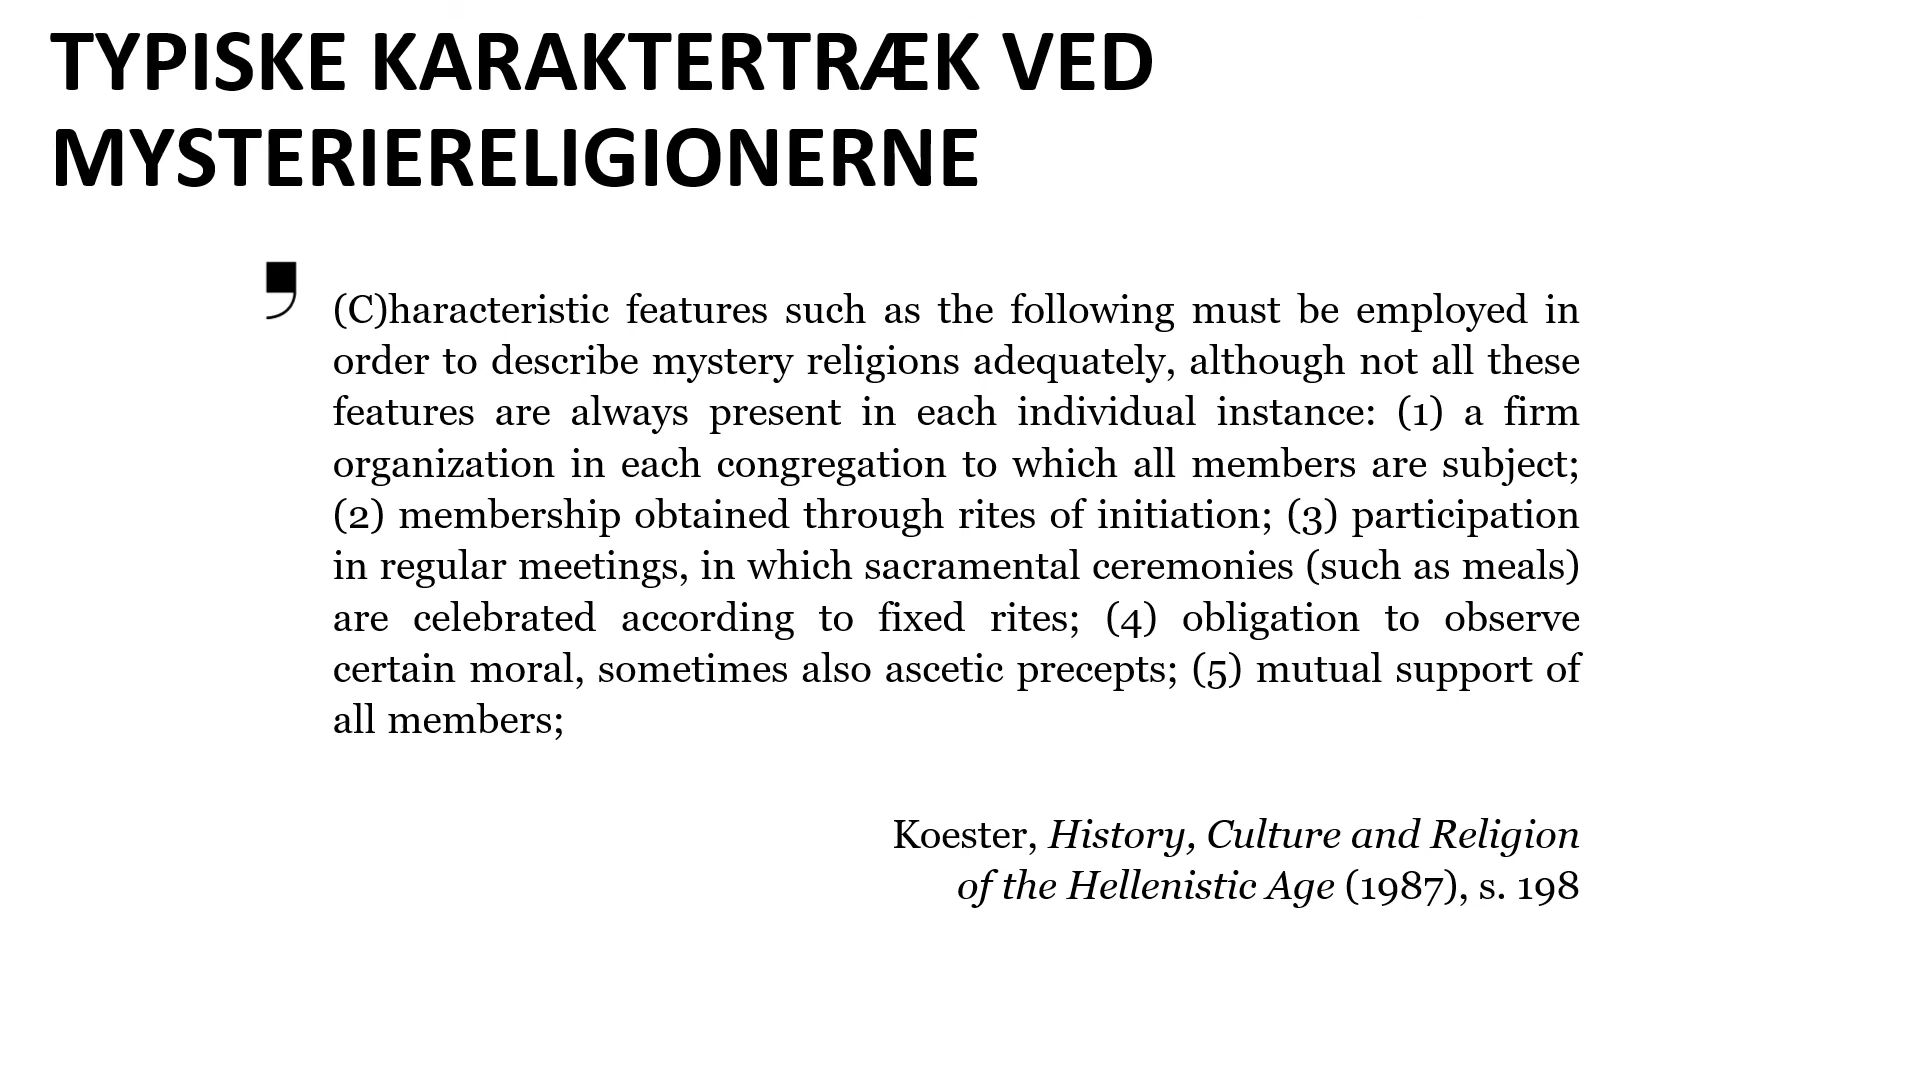 TYPISKE KARAKTERTRÆK VED
MYSTERIERELIGIONERNE
(C)haracteristic features such as the following must be employed in
order to describe mystery religions adequately, although not all these
features are always present in each individual instance: (1) a firm
organization in each congregation to which all members are subject;
(2) membership obtained through rites of initiation; (3) participation
in regular meetings, in which sacramental ceremonies (such as meals)
are celebrated according to fixed rites; (4) obligation to observe
certain moral, sometimes also ascetic precepts; (5) mutual support of
all members;
Koester, History, Culture and Religion
of the Hellenistic Age (1987), s. 198